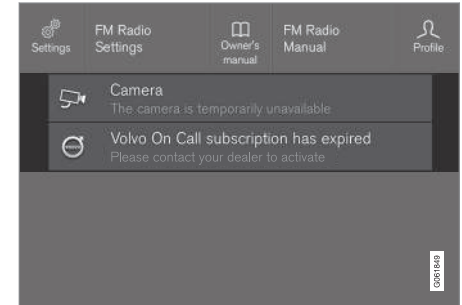 Settings
FM Radio
Settings
Owner's
manual
FM Radio
Manual
Profile
Camera
The camera is temporarily unavailable
VOLVO
Volvo On Call subscription has expired
Please contact your dealer to activate
G061849